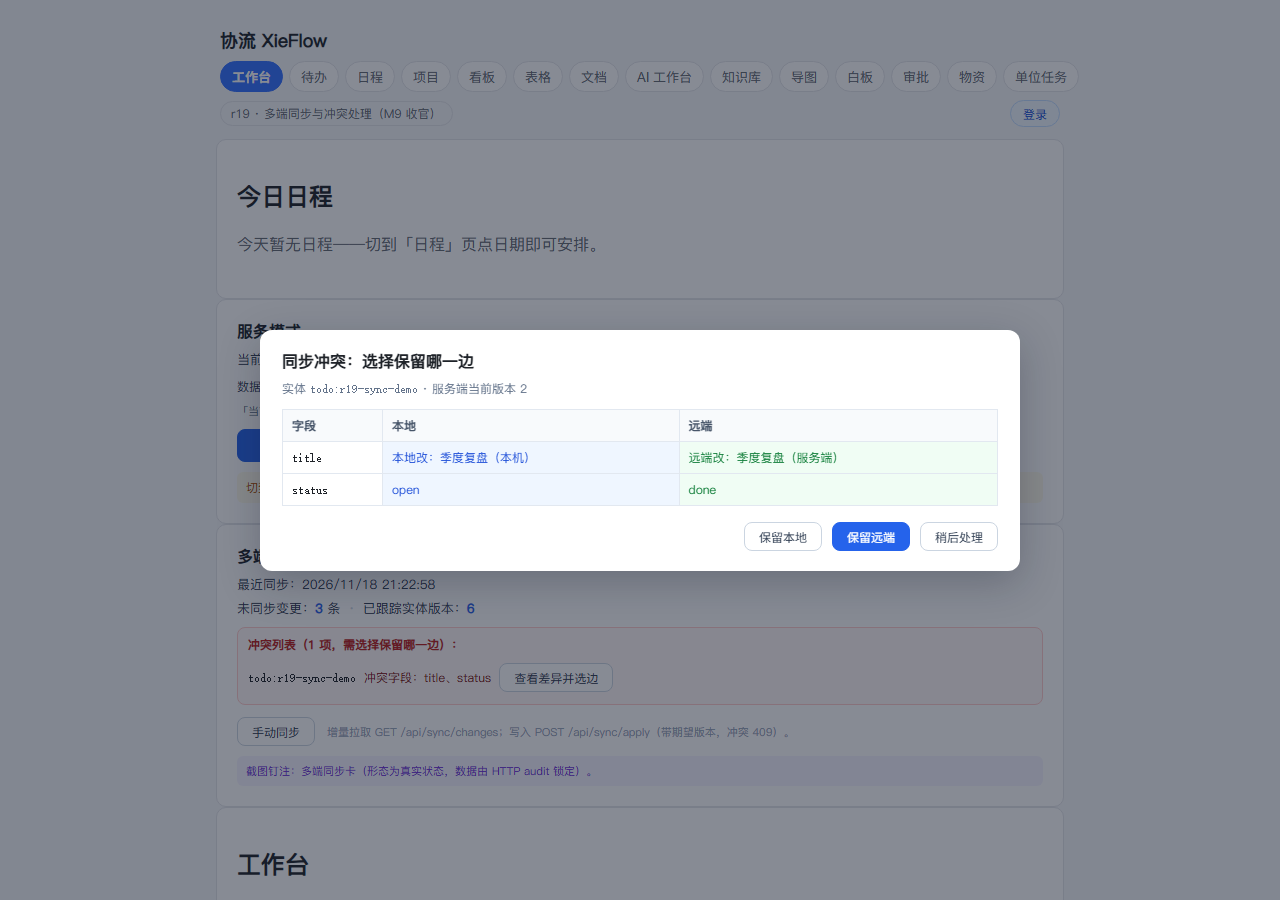 协流 XieFlow
工作台 待办 日程 项目 看板 表格 文档 AI 工作台 知识库 导图 白板 审批 物资 单位任务
r19 · 多端同步与冲突处理（M9 收官） 登录
今日日程
今天暂无日程——切到「日程」页点日期即可安排。
服务模式
当前
数据
「当
切
同步冲突：选择保留哪一边
实体 todo:r19-sync-demo · 服务端当前版本 2
字段 本地 远端
title 本地改：季度复盘（本机） 远端改：季度复盘（服务端）
status open done
保留本地 保留远端 稍后处理
多端
最近同步：2026/11/18 21:22:58
未同步变更：3 条 · 已跟踪实体版本：6
冲突列表（1 项，需选择保留哪一边）：
todo:r19-sync-demo 冲突字段：title、status 查看差异并选边
手动同步 增量拉取 GET /api/sync/changes；写入 POST /api/sync/apply（带期望版本，冲突 409）。
截图钉注：多端同步卡（形态为真实状态，数据由 HTTP audit 锁定）。
工作台